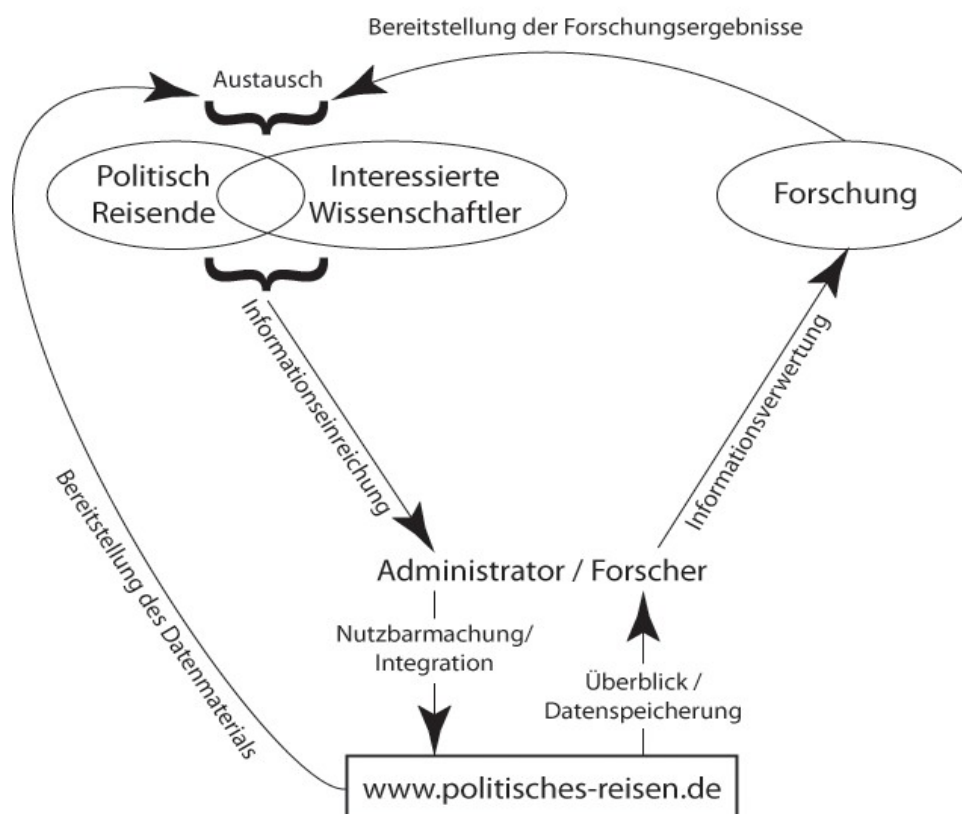 Bereitstellung der Forschungsergebnisse
Austausch
Politisch
Reisende
Interessierte
Wissenschaftler
Forschung
Informationseinreichung
Informationsverwertung
Bereitstellung des Datenmaterials
Administrator / Forscher
Nutzbarmachung/
Integration
Überblick /
Datenspeicherung
www.politisches-reisen.de